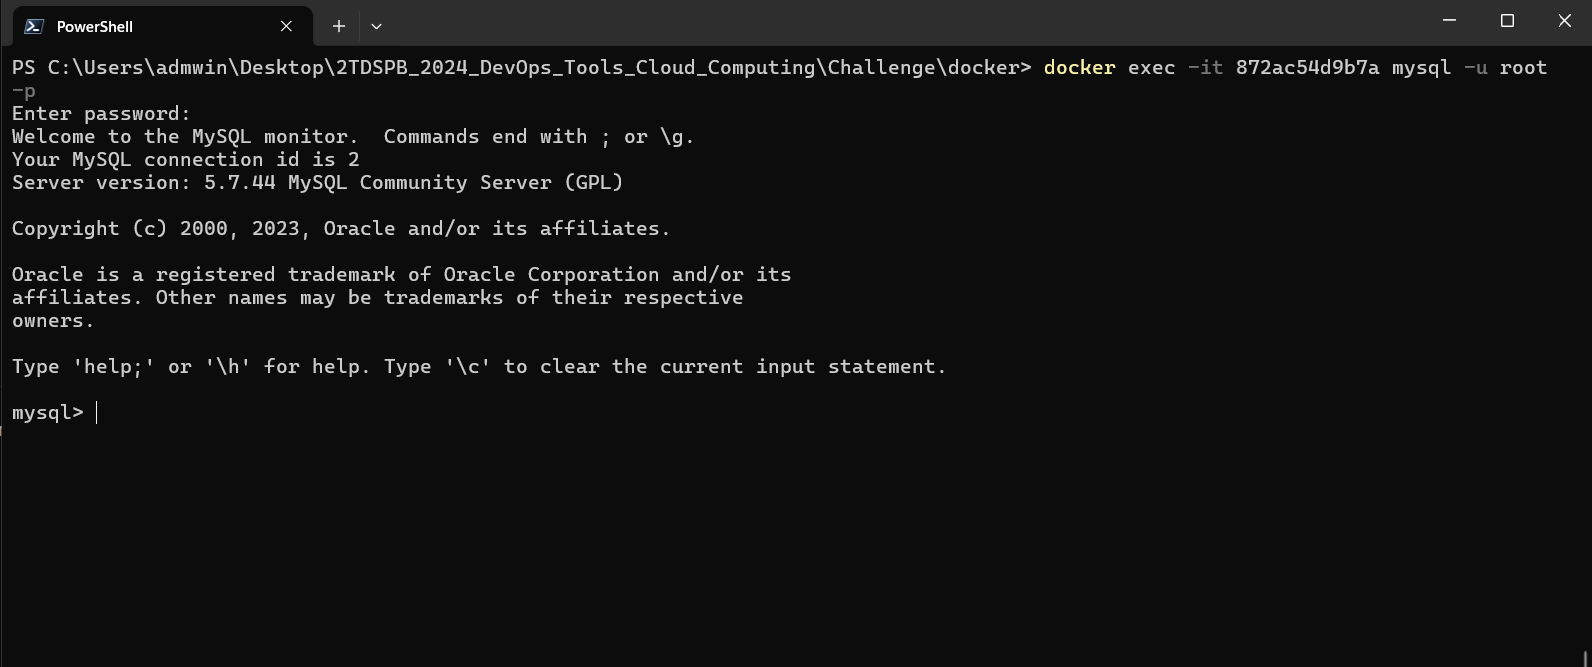 PowerShell
PS C:\Users\admwin\Desktop\2TDSPB_2024_DevOps_Tools_Cloud_Computing\Challenge\docker> docker exec -it 872ac54d9b7a mysql -u root
-p
Enter password:
Welcome to the MySQL monitor.  Commands end with ; or \g.
Your MySQL connection id is 2
Server version: 5.7.44 MySQL Community Server (GPL)
Copyright (c) 2000, 2023, Oracle and/or its affiliates.
Oracle is a registered trademark of Oracle Corporation and/or its
affiliates. Other names may be trademarks of their respective
owners.
Type 'help;' or '\h' for help. Type '\c' to clear the current input statement.
mysql>